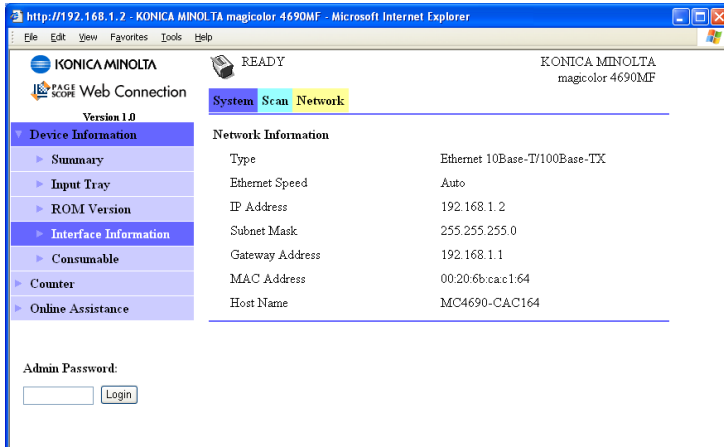 http://192.168.1.2 - KONICA MINOLTA magicolor 4690MF - Microsoft Internet Explorer
File Edit View Favorites Tools Help
KONICA MINOLTA
PAGE SCOPE Web Connection
Version 1.0
READY
KONICA MINOLTA
magicolor 4690MF
System Scan Network
Device Information
Summary
Input Tray
ROM Version
Interface Information
Consumable
Counter
Online Assistance
Admin Password:
Login
Network Information
Type Ethernet 10Base-T/100Base-TX
Ethernet Speed Auto
IP Address 192.168.1.2
Subnet Mask 255.255.255.0
Gateway Address 192.168.1.1
MAC Address 00:20:6b:ca:c1:64
Host Name MC4690-CAC164